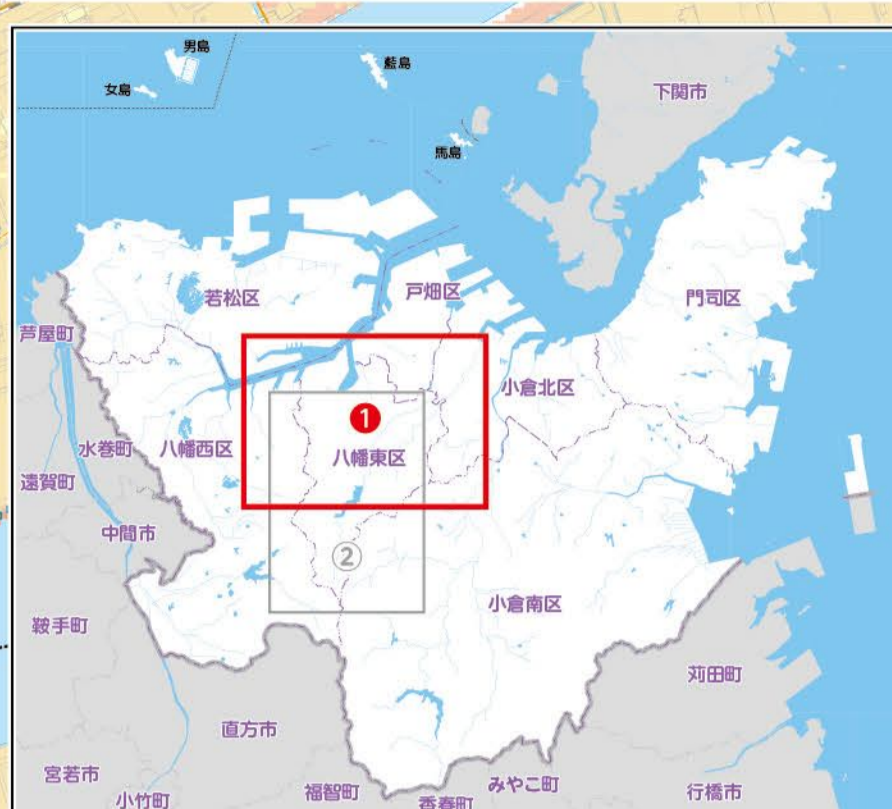 男島
女島
藍島
下関市
馬島
若松区
戸畑区
門司区
芦屋町
小倉北区
①
水巻町
八幡西区
八幡東区
遠賀町
中間市
②
小倉南区
鞍手町
苅田町
直方市
宮若市
小竹町
福智町
香春町
みやこ町
行橋市